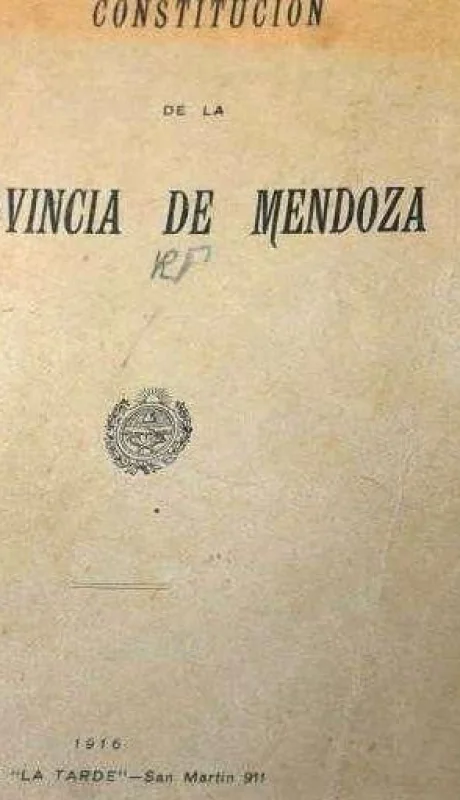 CONSTITUCION
DE LA
VINCIA DE MENDOZA
1916
"LA TARDE"—San Martin 911